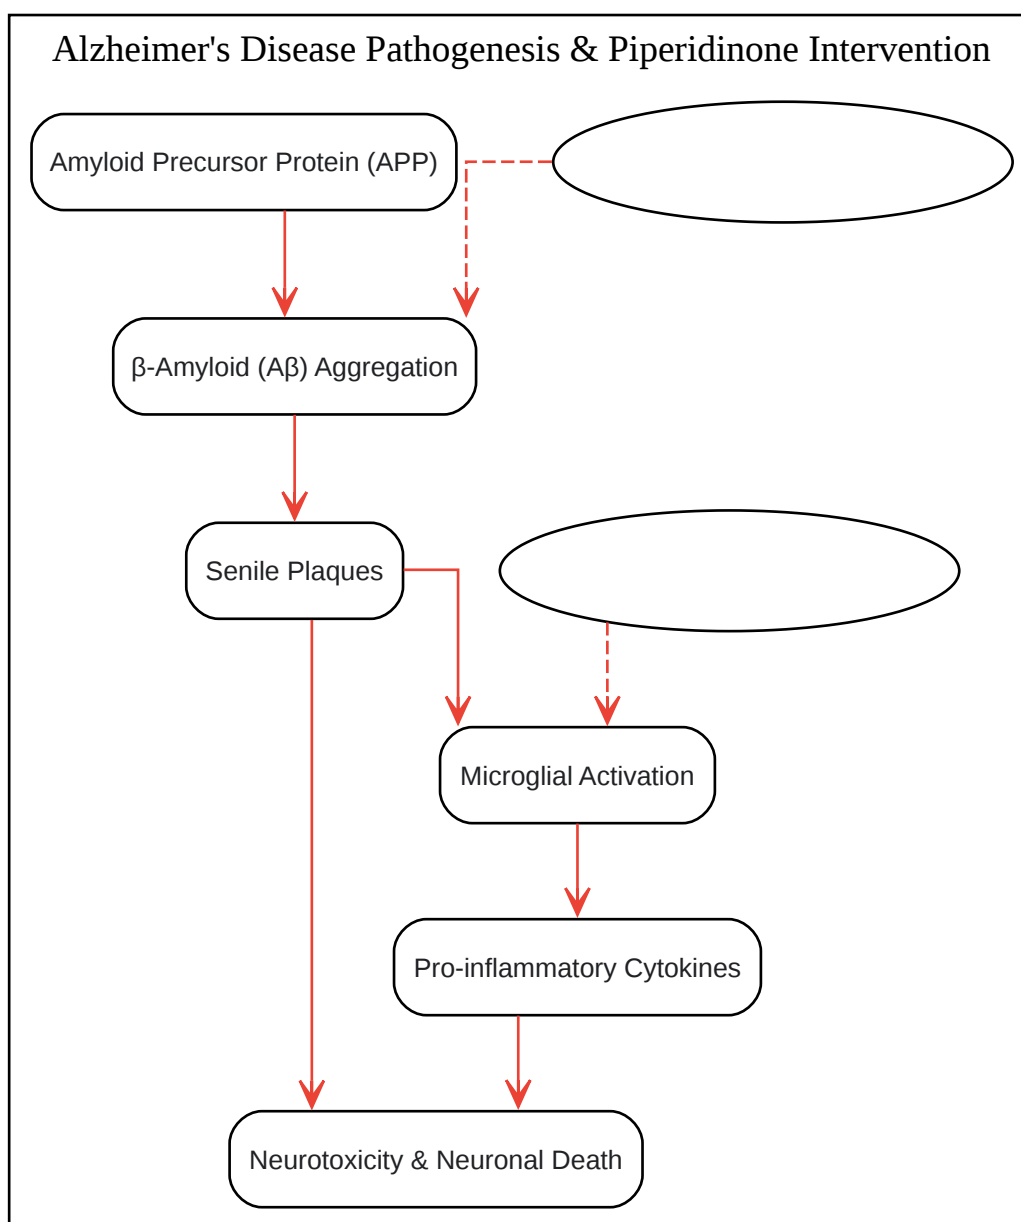 Alzheimer's Disease Pathogenesis & Piperidinone Intervention
Amyloid Precursor Protein (APP)
β-Amyloid (Aβ) Aggregation
Senile Plaques
Microglial Activation
Pro-inflammatory Cytokines
Neurotoxicity & Neuronal Death